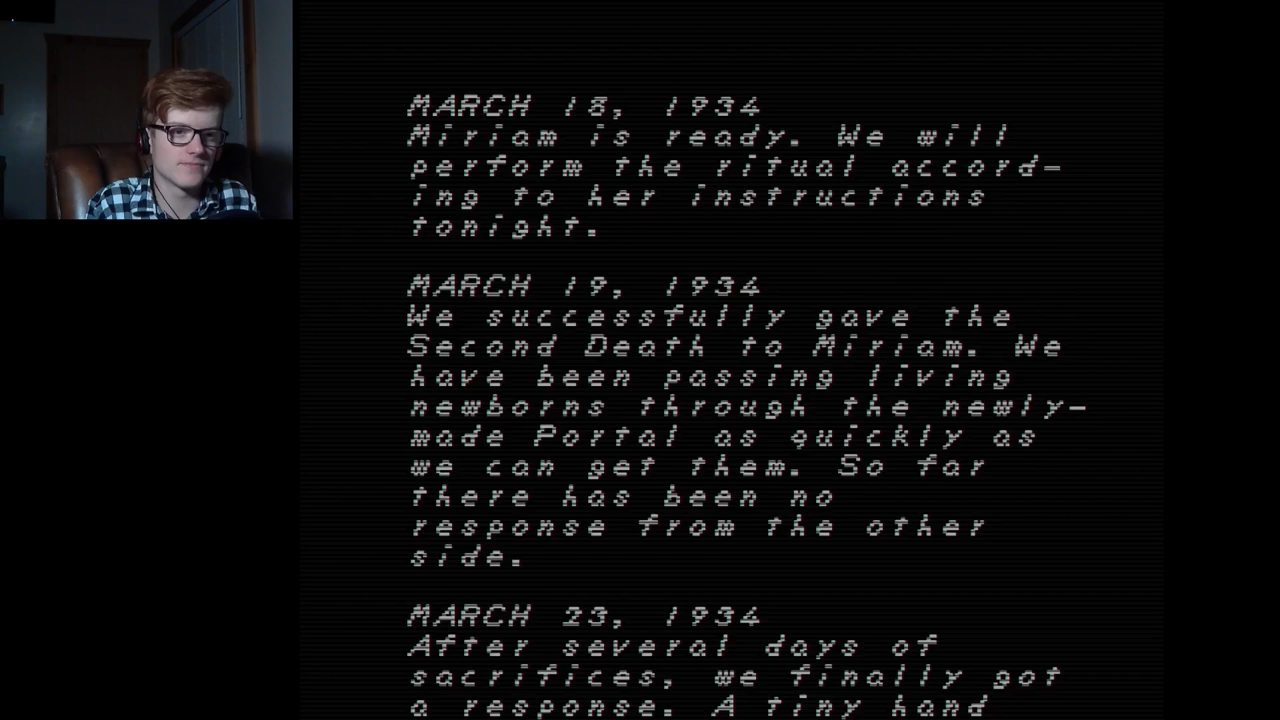 MARCH 18, 1934
Miriam is ready. We will
perform the ritual accord-
ing to her instructions
tonight.
MARCH 19, 1934
We successfully gave the
Second Death to Miriam. We
have been passing living
newborns through the newly-
made Portal as quickly as
we can get them. So far
there has been no
response from the other
side.
MARCH 23, 1934
After several days of
sacrifices, we finally got
a response. A tiny hand